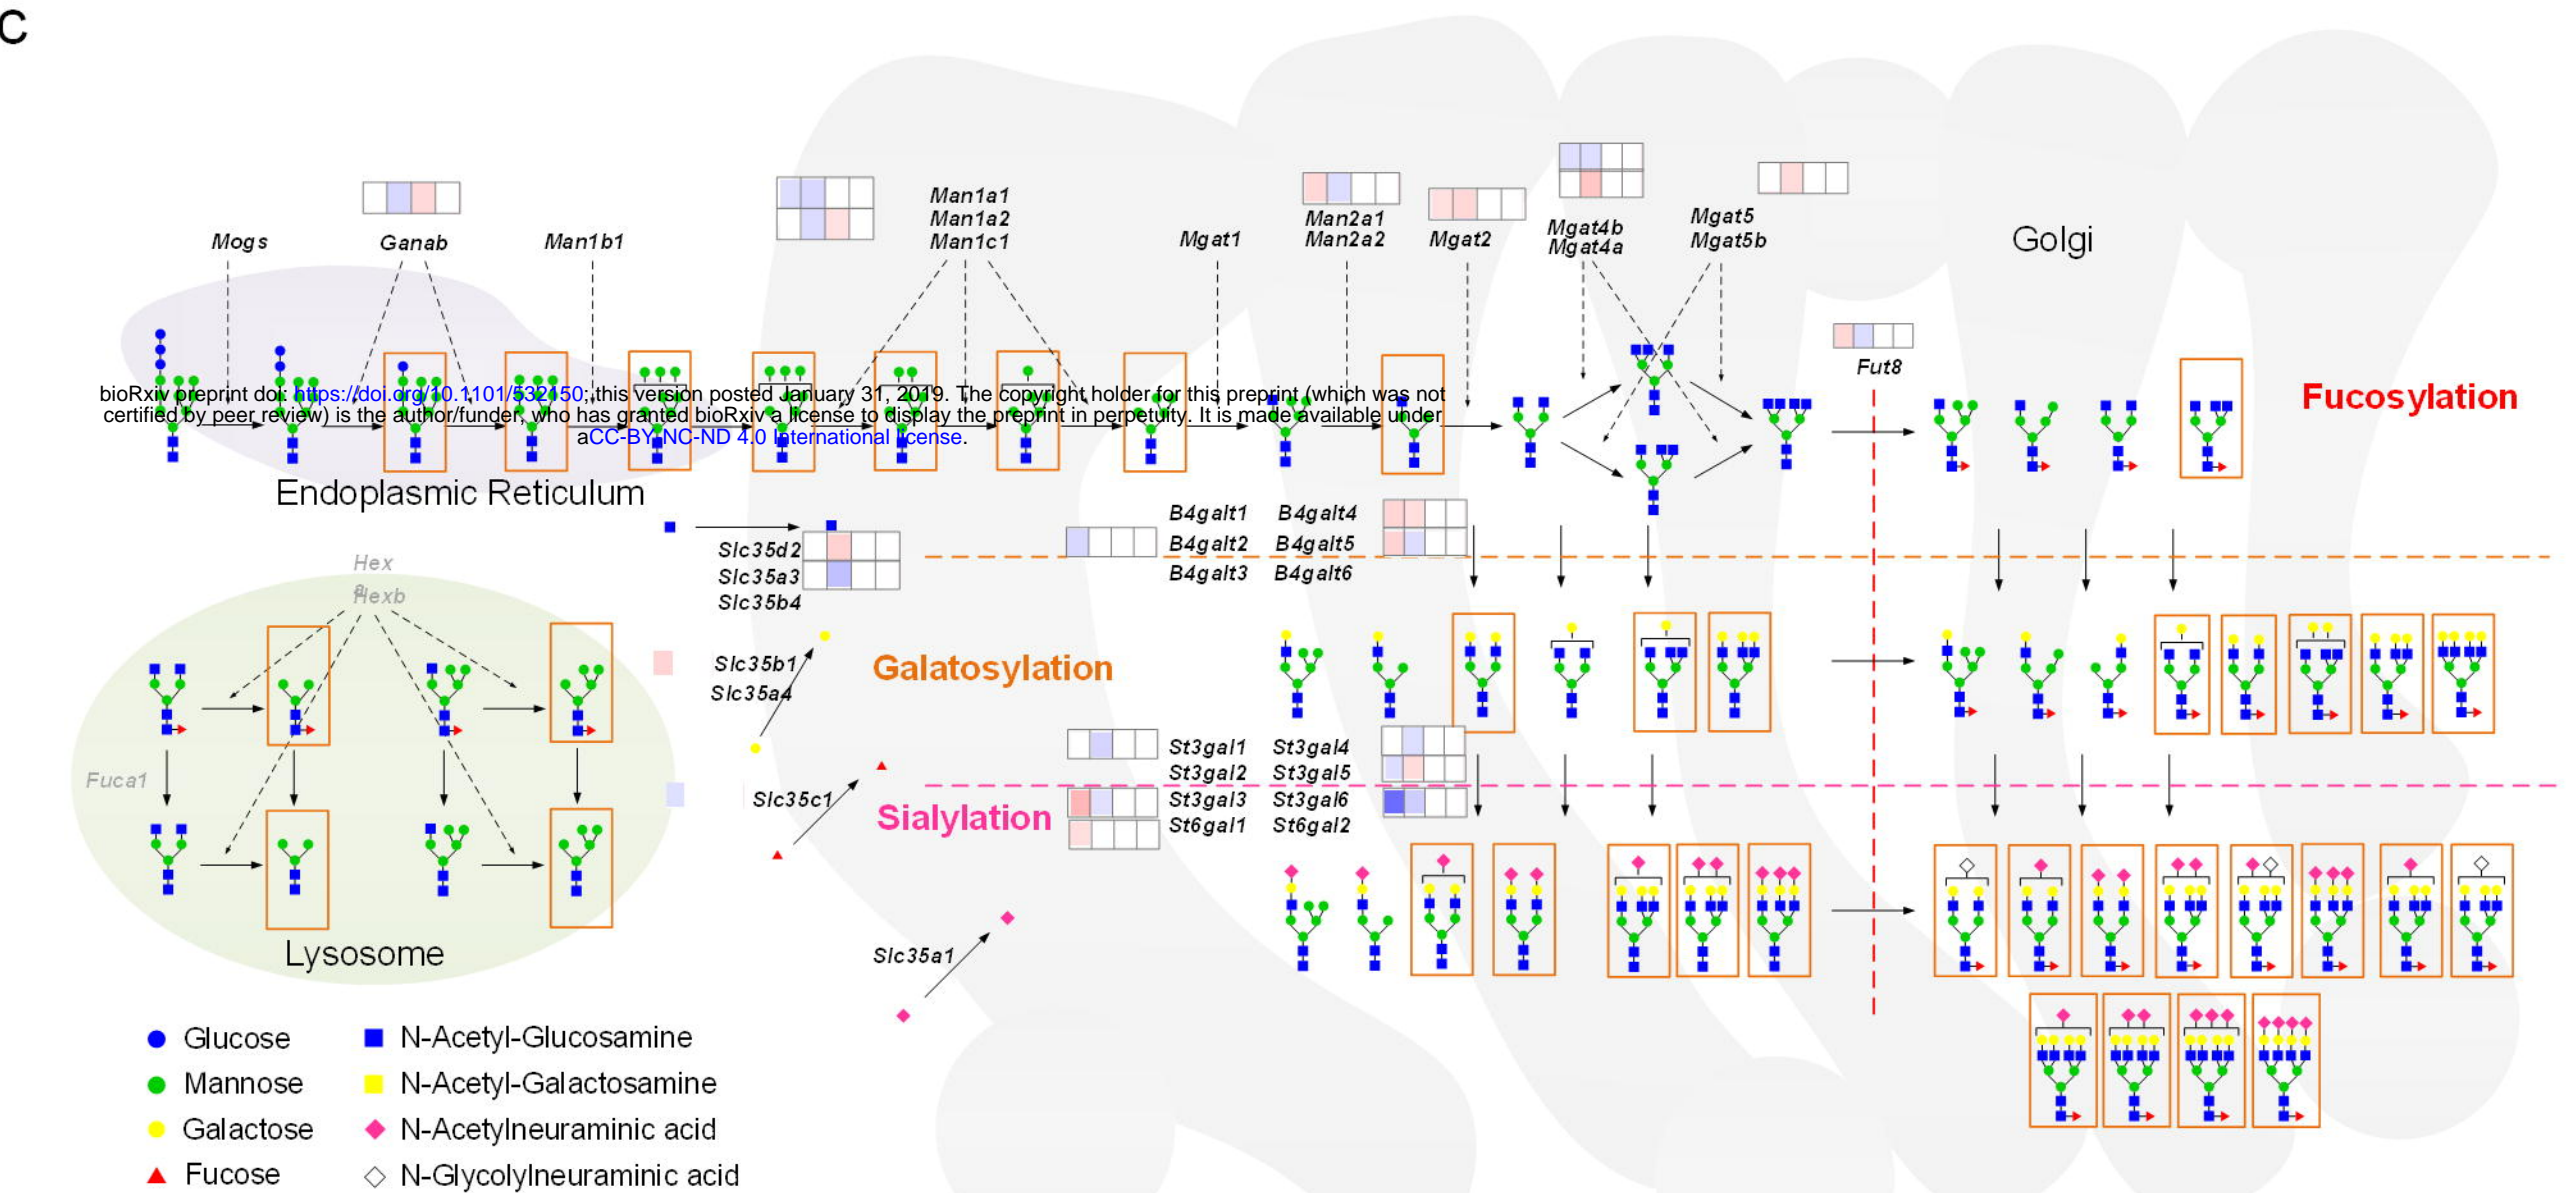 C
Man1a1
Man1a2
Man1c1
Mogs
Ganab
Man1b1
Mgat1
Man2a1
Man2a2
Mgat2
Mgat4b
Mgat4a
Mgat5
Mgat5b
Golgi
Fut8
Fucosylation
bioRxiv preprint doi: https://doi.org/10.1101/532150; this version posted January 31, 2019. The copyright holder for this preprint (which was not
certified by peer review) is the author/funder, who has granted bioRxiv a license to display the preprint in perpetuity. It is made available under
aCC-BY-NC-ND 4.0 International license.
Endoplasmic Reticulum
B4galt1 B4galt4
B4galt2 B4galt5
B4galt3 B4galt6
Slc35d2
Slc35a3
Slc35b4
Hex
a
Hexb
Slc35b1
Slc35a4
Galatosylation
St3gal1 St3gal4
St3gal2 St3gal5
St3gal3 St3gal6
St6gal1 St6gal2
Fuca1
Slc35c1
Sialylation
Slc35a1
Lysosome
Glucose N-Acetyl-Glucosamine
Mannose N-Acetyl-Galactosamine
Galactose N-Acetylneuraminic acid
Fucose N-Glycolylneuraminic acid